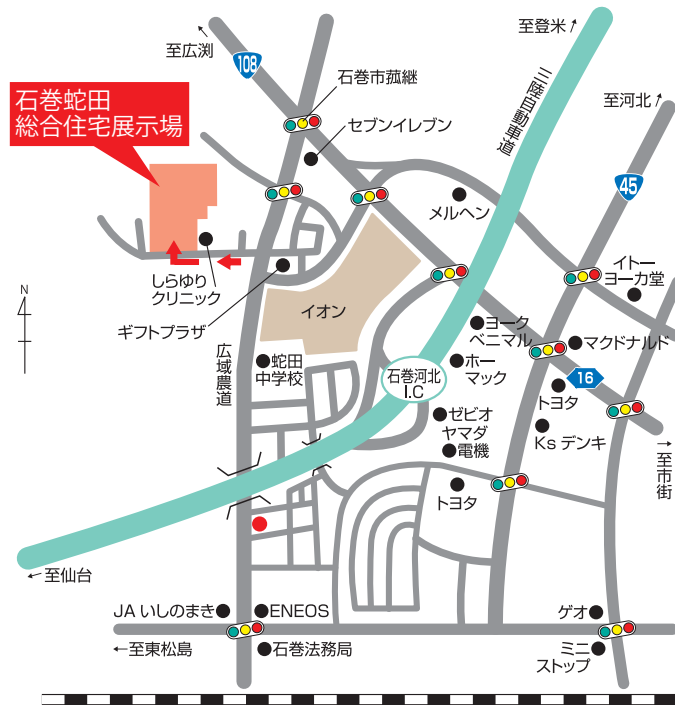 至登米
至広渕
108
石巻市菰継
三陸自動車道
至河北
石巻蛇田
総合住宅展示場
セブンイレブン
45
メルヘン
イトー
ヨーカ堂
しらゆり
クリニック
N
イオン
ギフトプラザ
ヨーク
ベニマル
マクドナルド
広域農道
蛇田
中学校
石巻河北
I.C
ホー
マック
16
トヨタ
ゼビオ
ヤマダ
電機
Ks デンキ
至市街
トヨタ
至仙台
JA いしのまき
ENEOS
ゲオ
至東松島
石巻法務局
ミニ
ストップ